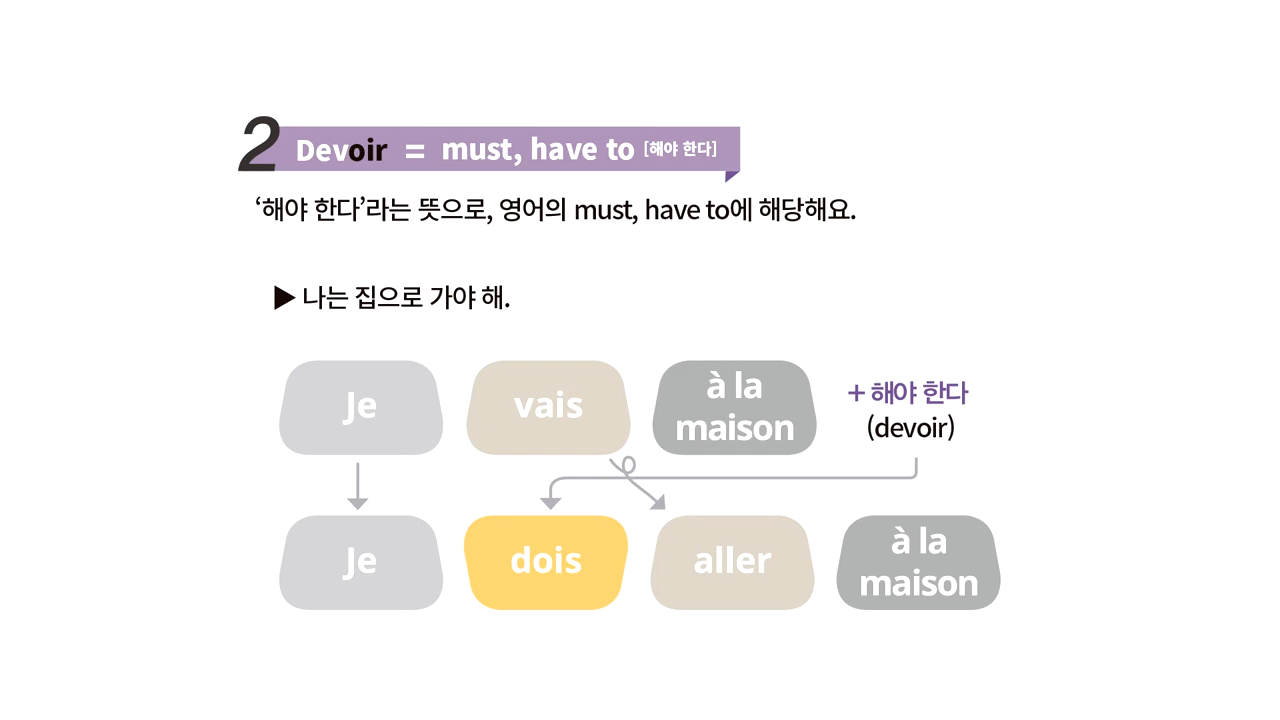 2 Devoir = must, have to [해야 한다]
‘해야 한다’라는 뜻으로, 영어의 must, have to에 해당해요.
▶ 나는 집으로 가야 해.
Je
vais
à la
maison
+ 해야 한다
(devoir)
Je
dois
aller
à la
maison